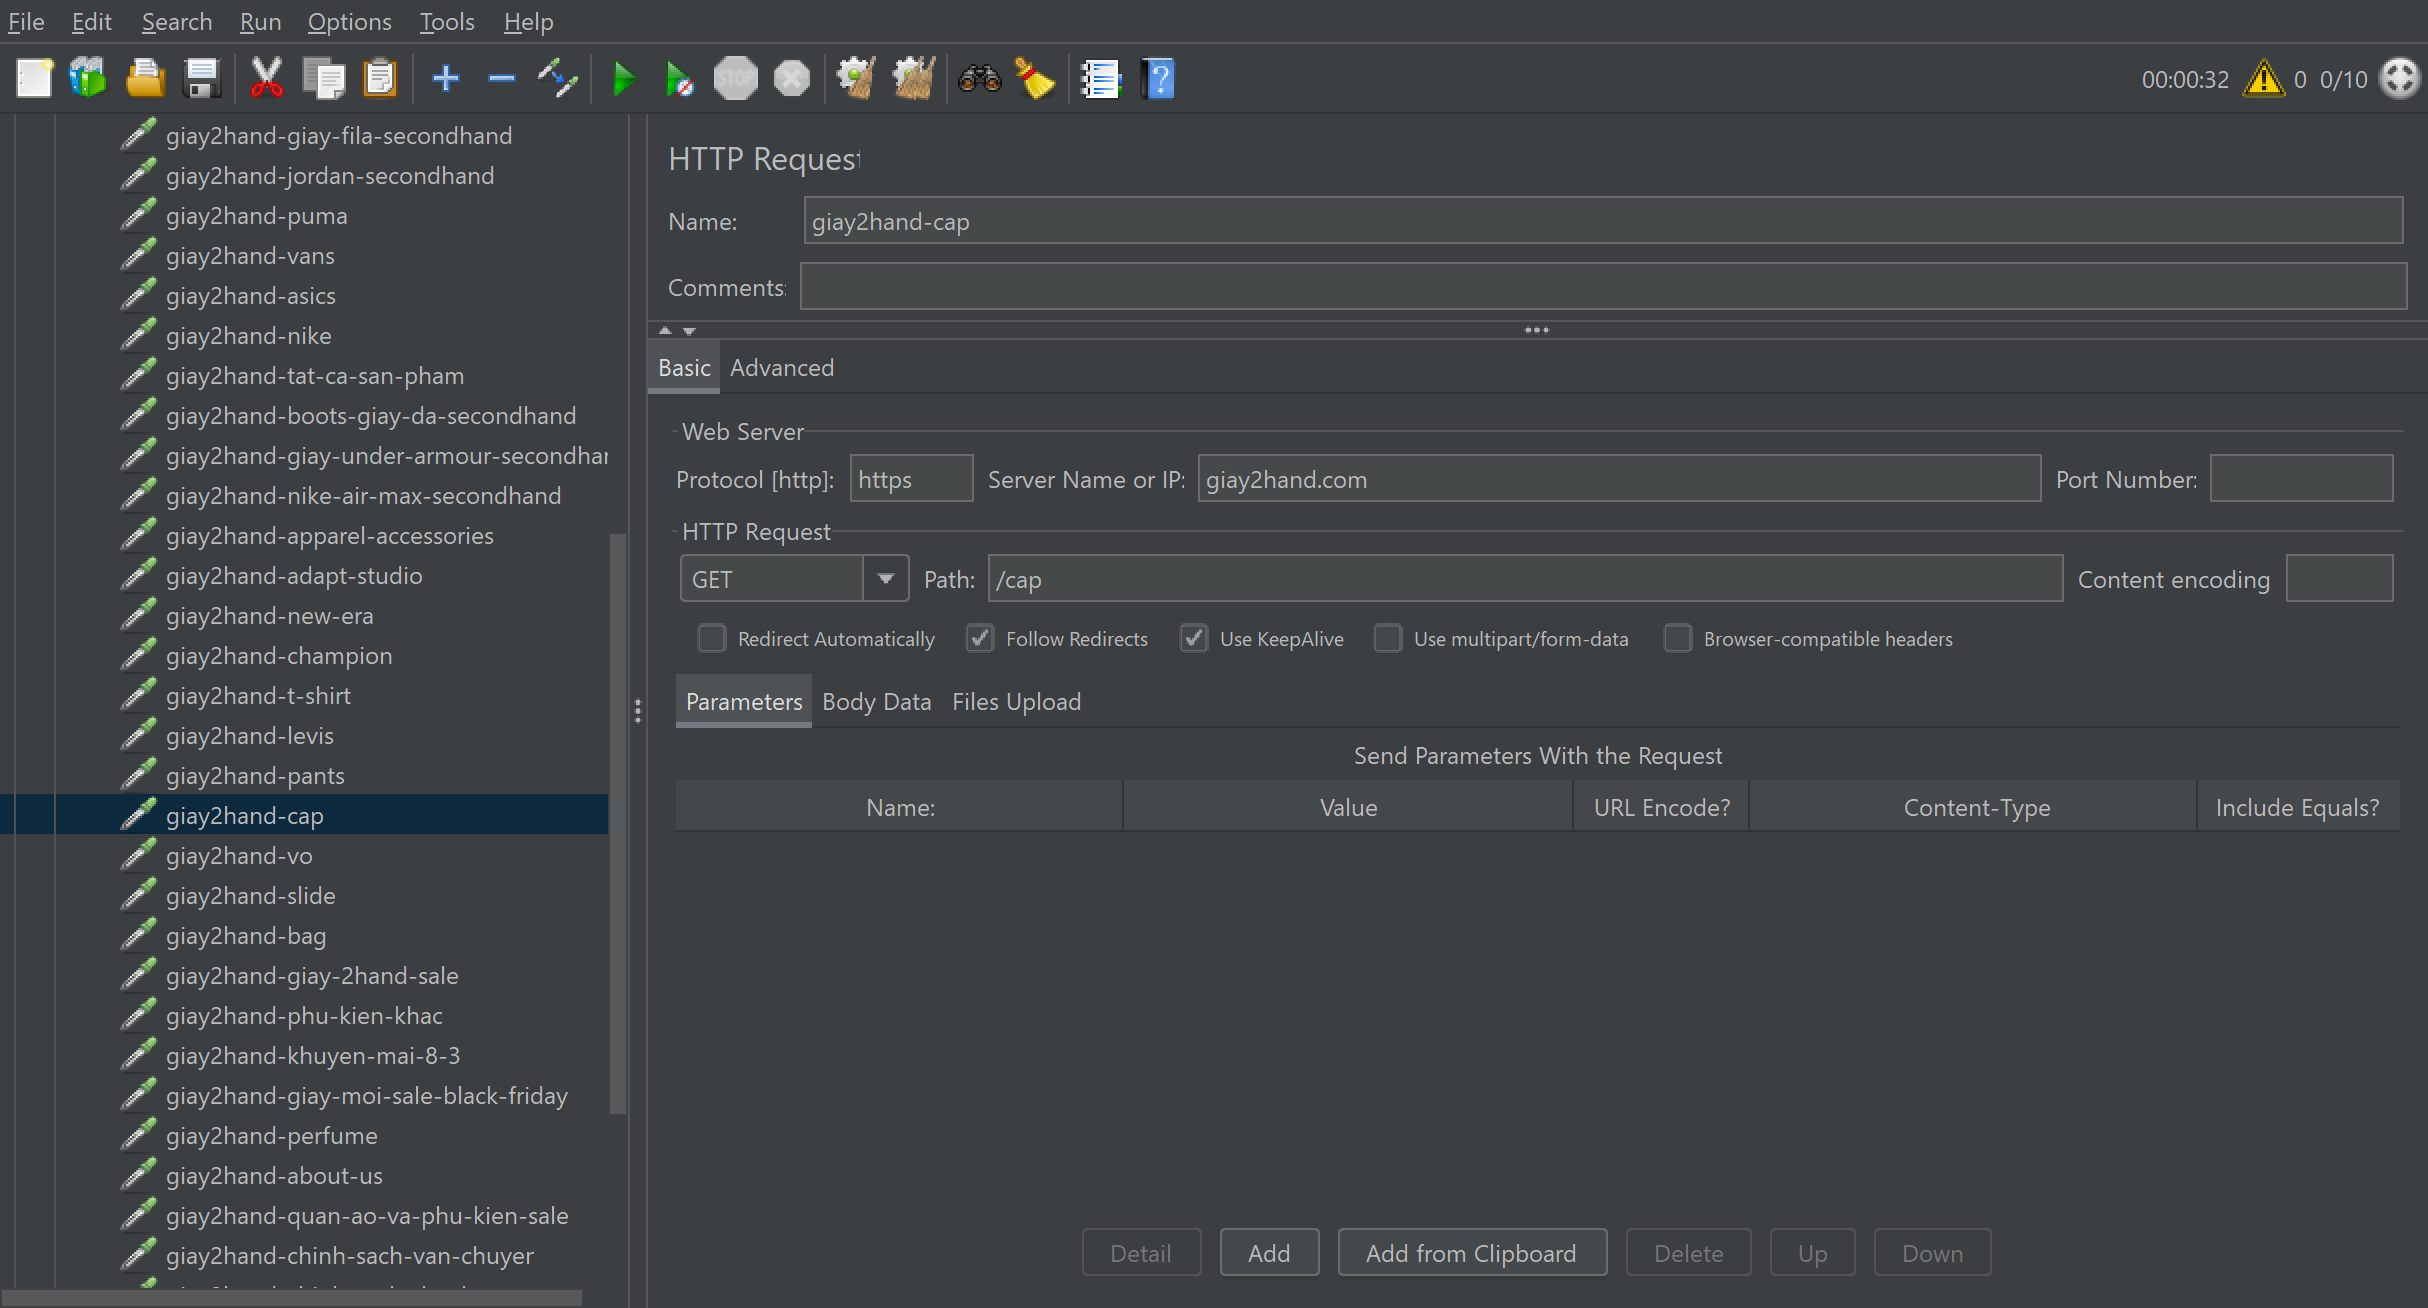 File Edit Search Run Options Tools Help
STOP
00:00:32 0 0/10
giay2hand-giay-fila-secondhand
giay2hand-jordan-secondhand
giay2hand-puma
giay2hand-vans
giay2hand-asics
giay2hand-nike
giay2hand-tat-ca-san-pham
giay2hand-boots-giay-da-secondhand
giay2hand-giay-under-armour-secondhar
giay2hand-nike-air-max-secondhand
giay2hand-apparel-accessories
giay2hand-adapt-studio
giay2hand-new-era
giay2hand-champion
giay2hand-t-shirt
giay2hand-levis
giay2hand-pants
giay2hand-cap
giay2hand-vo
giay2hand-slide
giay2hand-bag
giay2hand-giay-2hand-sale
giay2hand-phu-kien-khac
giay2hand-khuyen-mai-8-3
giay2hand-giay-moi-sale-black-friday
giay2hand-perfume
giay2hand-about-us
giay2hand-quan-ao-va-phu-kien-sale
giay2hand-chinh-sach-van-chuyer
HTTP Request
Name: giay2hand-cap
Comments:
Basic Advanced
Web Server
Protocol [http]: https Server Name or IP: giay2hand.com Port Number:
HTTP Request
GET Path: /cap Content encoding
Redirect Automatically Follow Redirects Use KeepAlive Use multipart/form-data Browser-compatible headers
Parameters Body Data Files Upload
Send Parameters With the Request
Name: Value URL Encode? Content-Type Include Equals?
Detail Add Add from Clipboard Delete Up Down